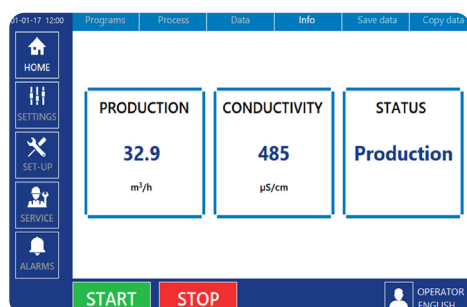 01-01-17 12:00 Programs Process Data Info Save data Copy data
HOME
SETTINGS
SET-UP
SERVICE
ALARMS
PRODUCTION
32.9
m³/h
CONDUCTIVITY
485
µS/cm
STATUS
Production
START STOP
OPERATOR
ENGLISH